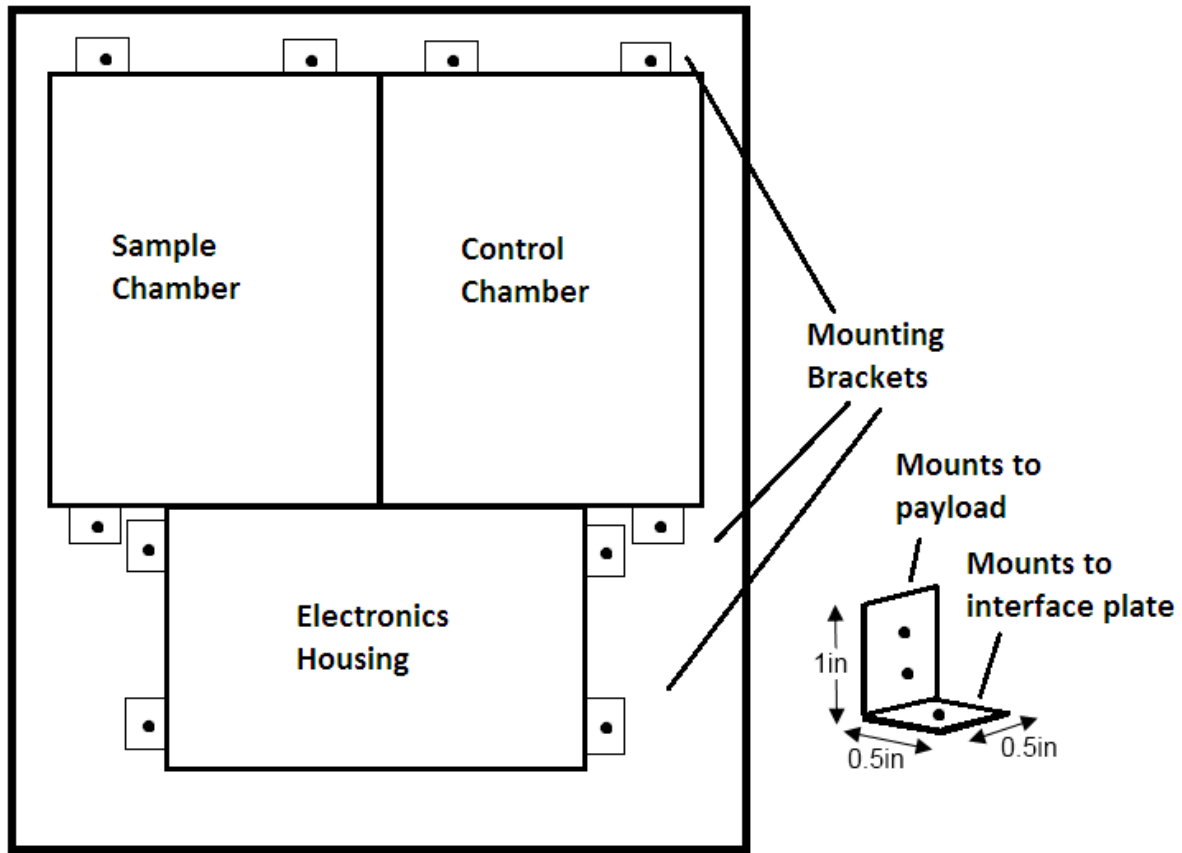 Sample
Chamber
Control
Chamber
Mounting
Brackets
Mounts to
payload
Mounts to
interface plate
1in
0.5in
0.5in
Electronics
Housing